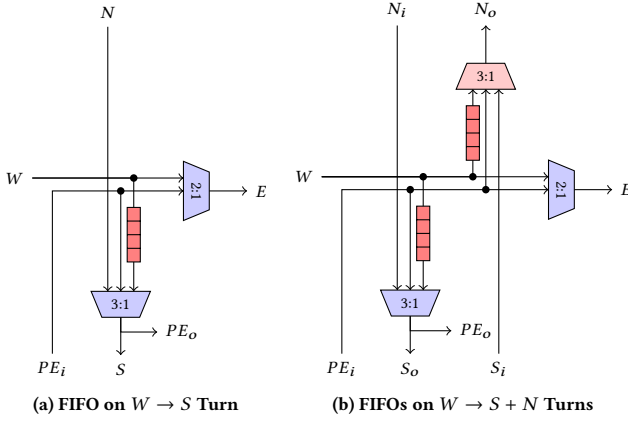 N
N_i
N_o
3:1
W
2:1
E
W
2:1
E
3:1
PE_o
3:1
PE_o
PE_i
S
PE_i
S_o
S_i
(a) FIFO on W → S Turn
(b) FIFOs on W → S + N Turns